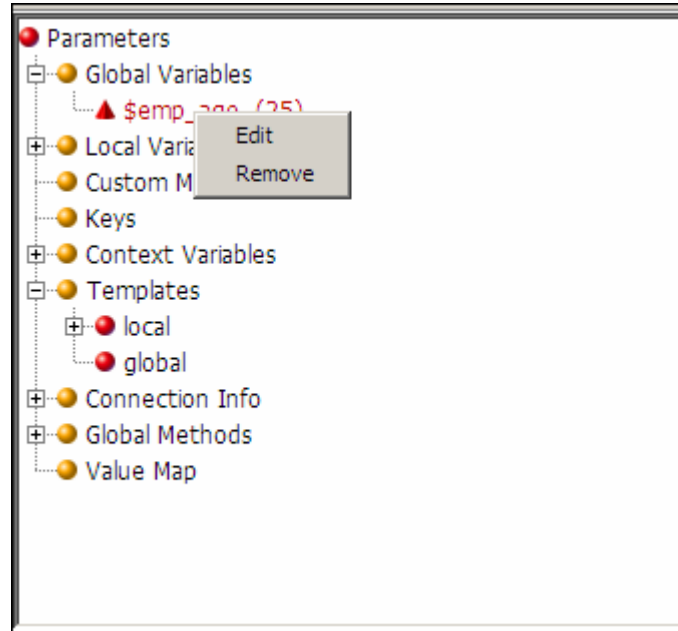 Parameters
Global Variables
$emp_age (25)
Edit
Local Varia
Remove
Custom M
Keys
Context Variables
Templates
local
global
Connection Info
Global Methods
Value Map